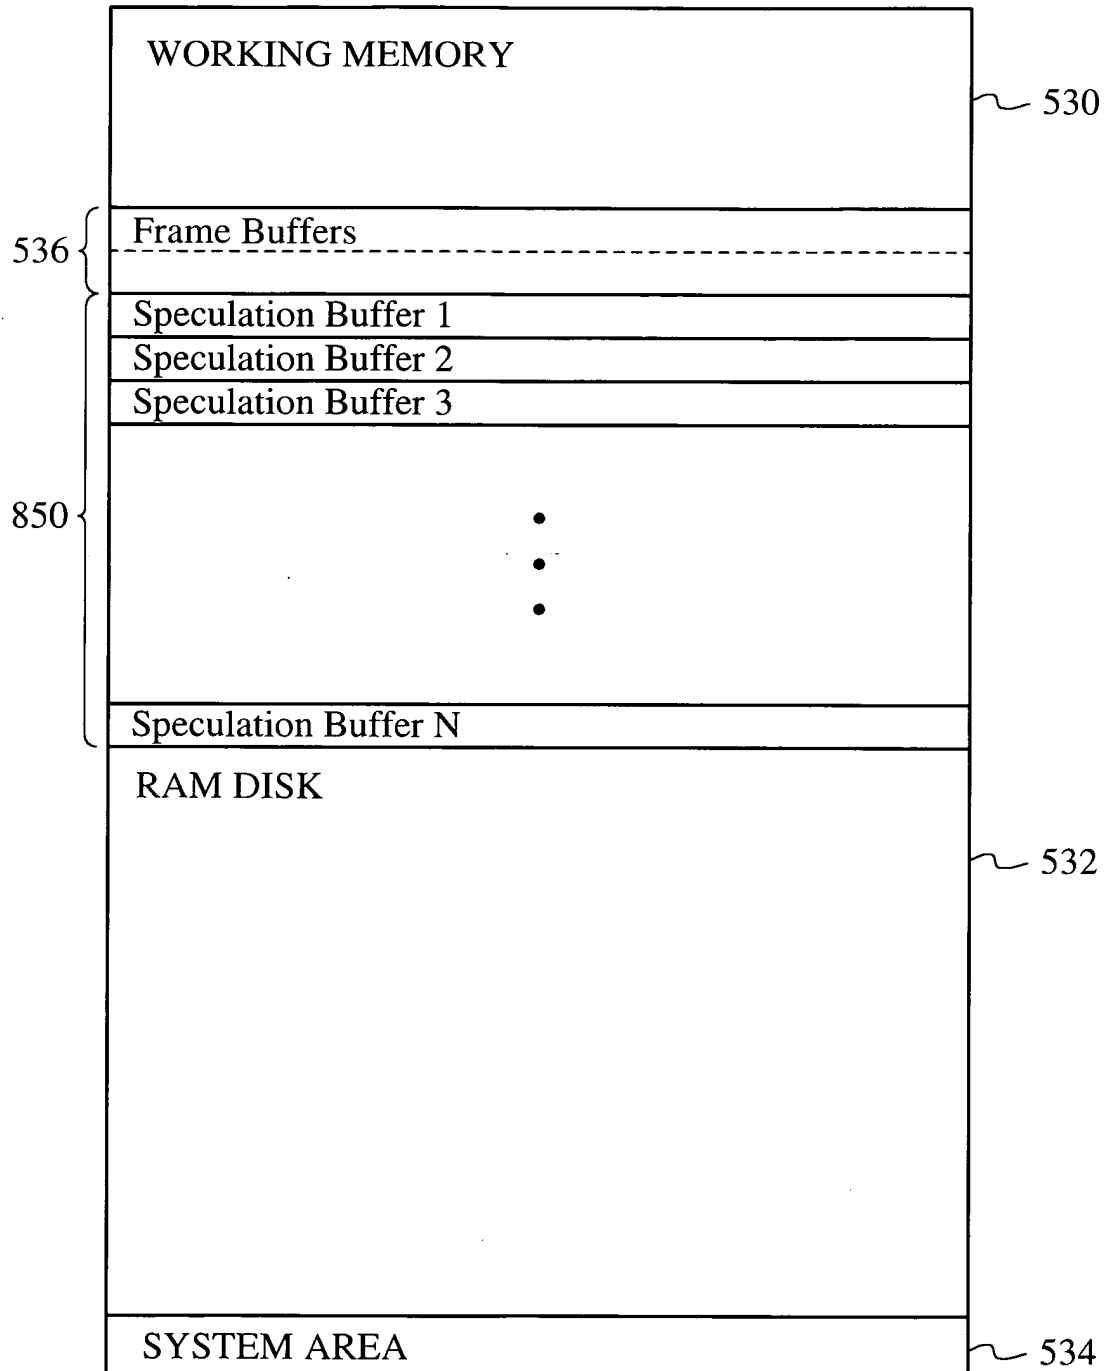 WORKING MEMORY
530
Frame Buffers
536
Speculation Buffer 1
Speculation Buffer 2
Speculation Buffer 3
850
Speculation Buffer N
RAM DISK
532
SYSTEM AREA
534